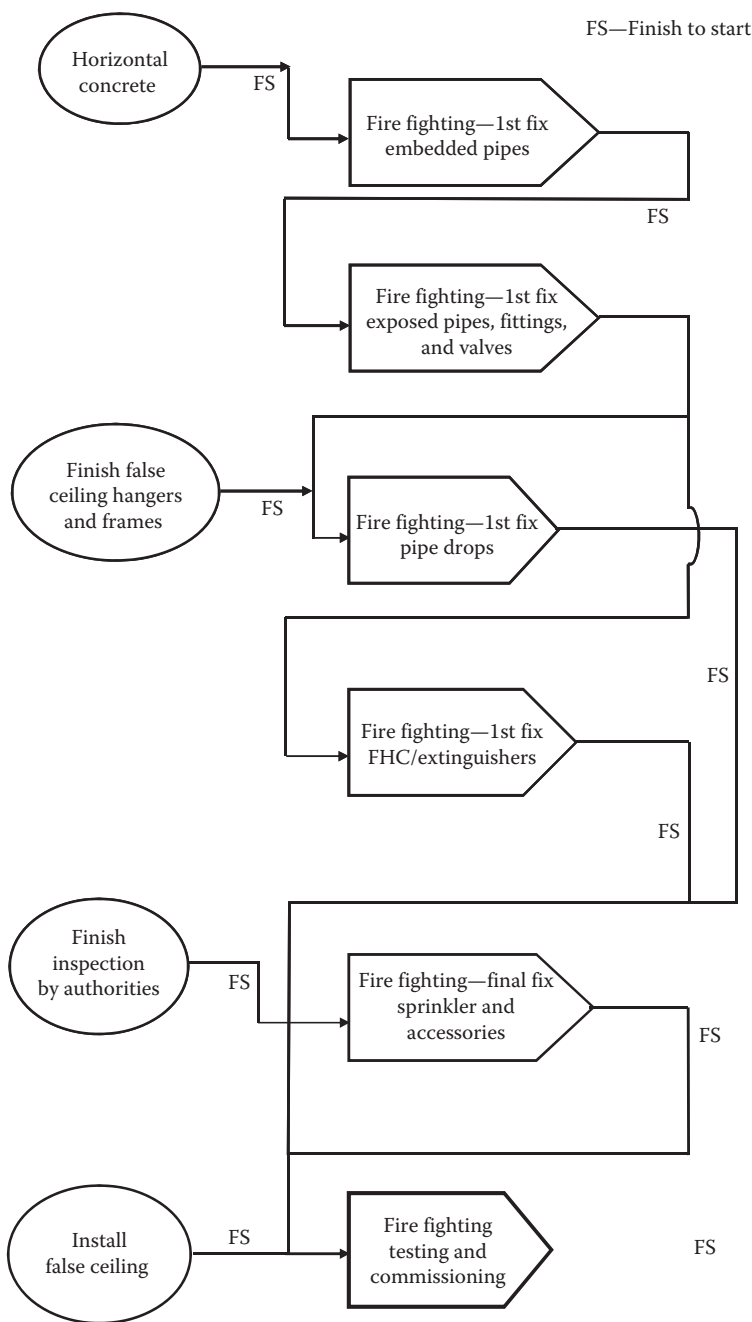 FS—Finish to start
Horizontal
concrete
FS
Fire fighting—1st fix
embedded pipes
FS
Fire fighting—1st fix
exposed pipes, fittings,
and valves
Finish false
ceiling hangers
and frames
FS
Fire fighting—1st fix
pipe drops
FS
Fire fighting—1st fix
FHC/extinguishers
FS
Finish
inspection
by authorities
FS
Fire fighting—final fix
sprinkler and
accessories
FS
Install
false ceiling
FS
Fire fighting
testing and
commissioning
FS